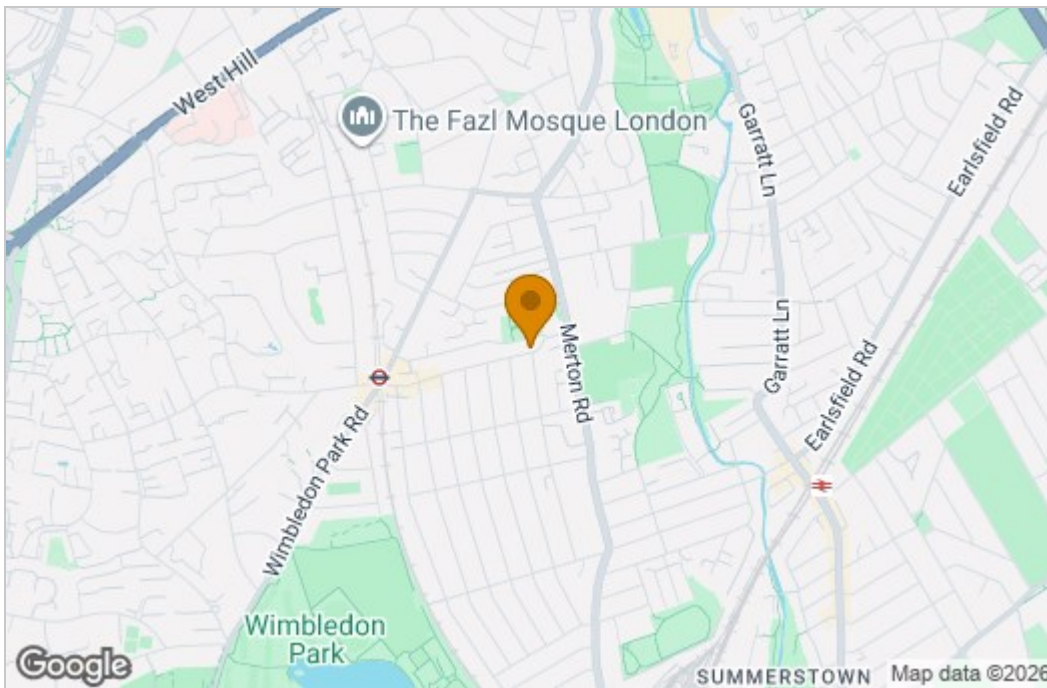 West Hill
The Fazl Mosque London
Garratt Ln
Earlsfield Rd
Merton Rd
Garratt Ln
Earlsfield Rd
Wimbledon Park Rd
Wimbledon
Park
Google
SUMMERSTOWN
Map data ©2026